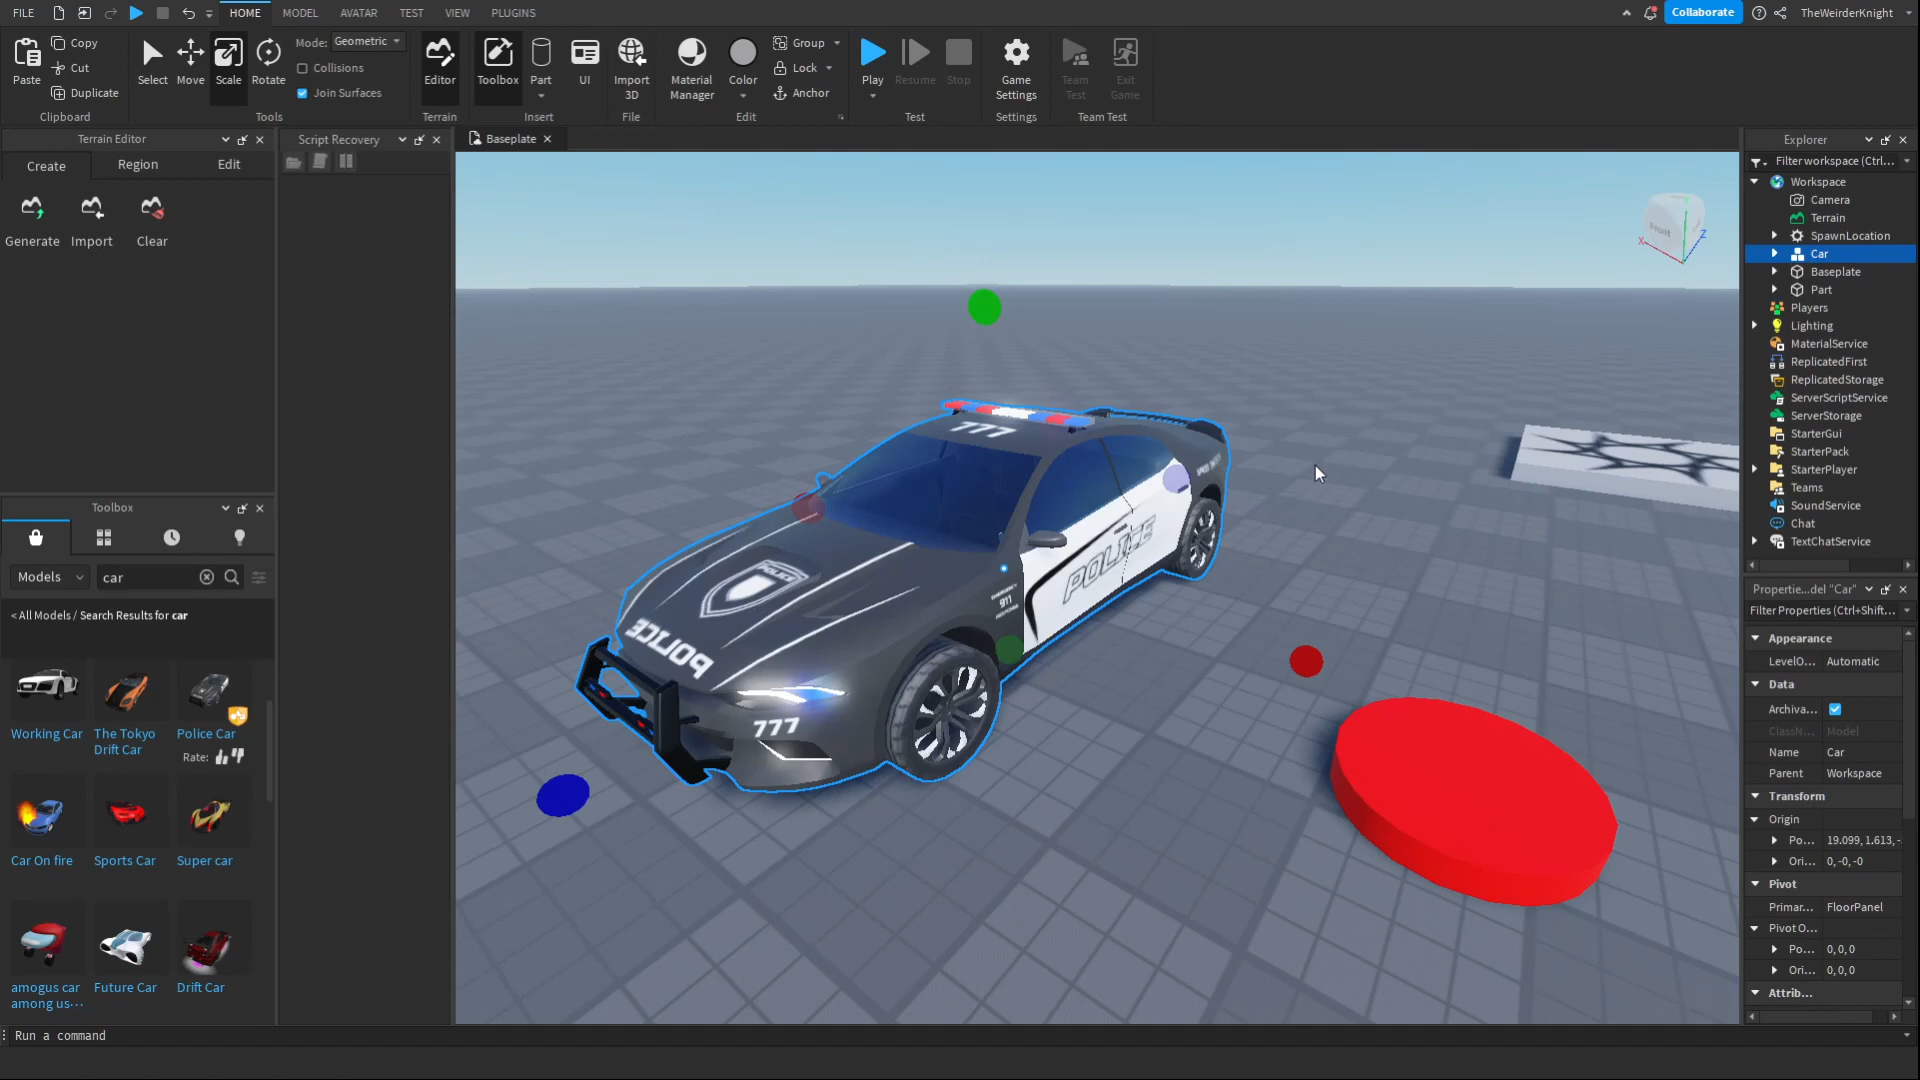 FILE HOME MODEL AVATAR TEST VIEW PLUGINS Collaborate TheWeirderKnight
Paste Copy Cut Duplicate Select Move Scale Rotate Mode: Geometric Collisions Join Surfaces Editor Toolbox Part UI Import 3D Material Manager Color Group Lock Anchor Play Resume Stop Game Settings Team Test Exit Game
Clipboard Tools Terrain Insert File Edit Test Settings Team Test
Terrain Editor
Create Region Edit
Generate Import Clear
Script Recovery
Baseplate
777
POLICE
POLICE
EMERGENCY
911
POLICE
777
Front
X
Z
Toolbox
Models car
< All Models / Search Results for car
Working Car The Tokyo Drift Car Police Car
Rate:
Car On fire Sports Car Super car
amogus car among us... Future Car Drift Car
Run a command
Explorer
Filter workspace (Ctrl...
Workspace
Camera
Terrain
SpawnLocation
Car
Baseplate
Part
Players
Lighting
MaterialService
ReplicatedFirst
ReplicatedStorage
ServerScriptService
ServerStorage
StarterGui
StarterPack
StarterPlayer
Teams
SoundService
Chat
TextChatService
Propertie...del "Car"
Filter Properties (Ctrl+Shift...
Appearance
LevelO... Automatic
Data
Archiva...
ClassN... Model
Name Car
Parent Workspace
Transform
Origin
Po... 19.099, 1.613, -
Ori... 0, -0, -0
Pivot
Primar... FloorPanel
Pivot O...
Po... 0, 0, 0
Ori... 0, 0, 0
Attrib...